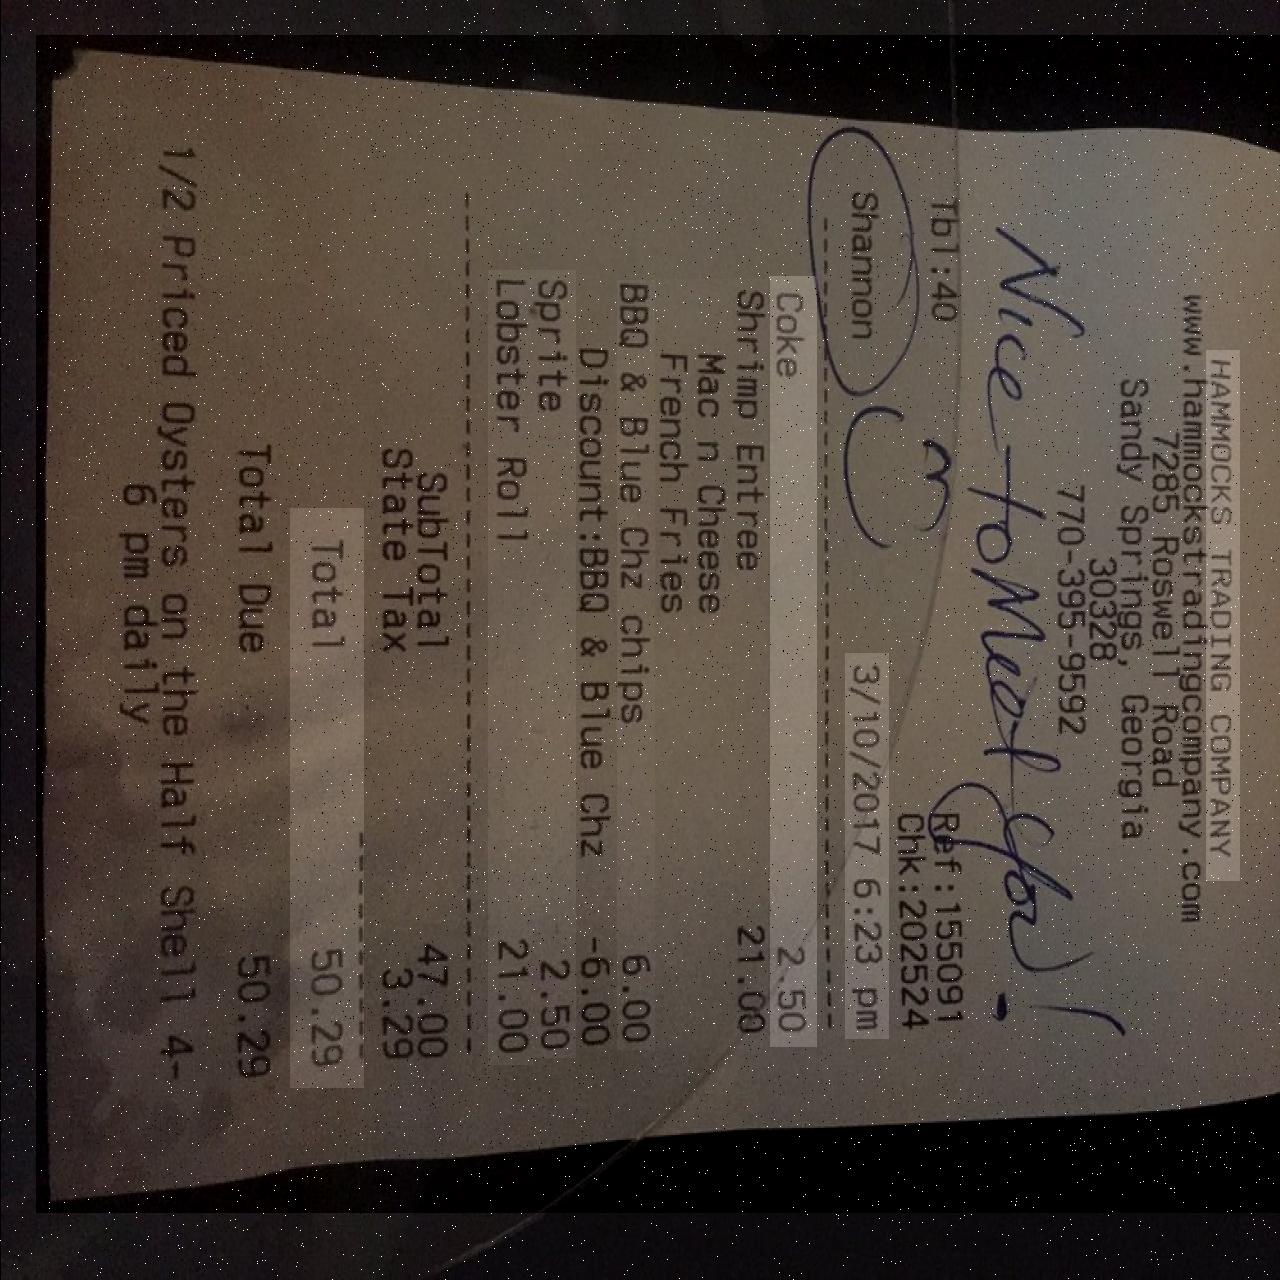 HAMMOCKS TRADING COMPANY
www.hammockstradingcompany.com
7285 Roswell Road
Sandy Springs, Georgia
30328
770-395-9592
Nice to Meet You!
Tbl:40 Ref:155091
Chk:202524
Shannon 3/10/2017 6:23 pm
Coke 2.50
Shrimp Entree 21.00
Mac n Cheese
French Fries
BBQ & Blue Chz chips 6.00
Discount:BBQ & Blue Chz -6.00
Sprite 2.50
Lobster Roll 21.00
SubTotal 47.00
State Tax 3.29
Total 50.29
Total Due 50.29
1/2 Priced Oysters on the Half Shell 4-
6 pm daily